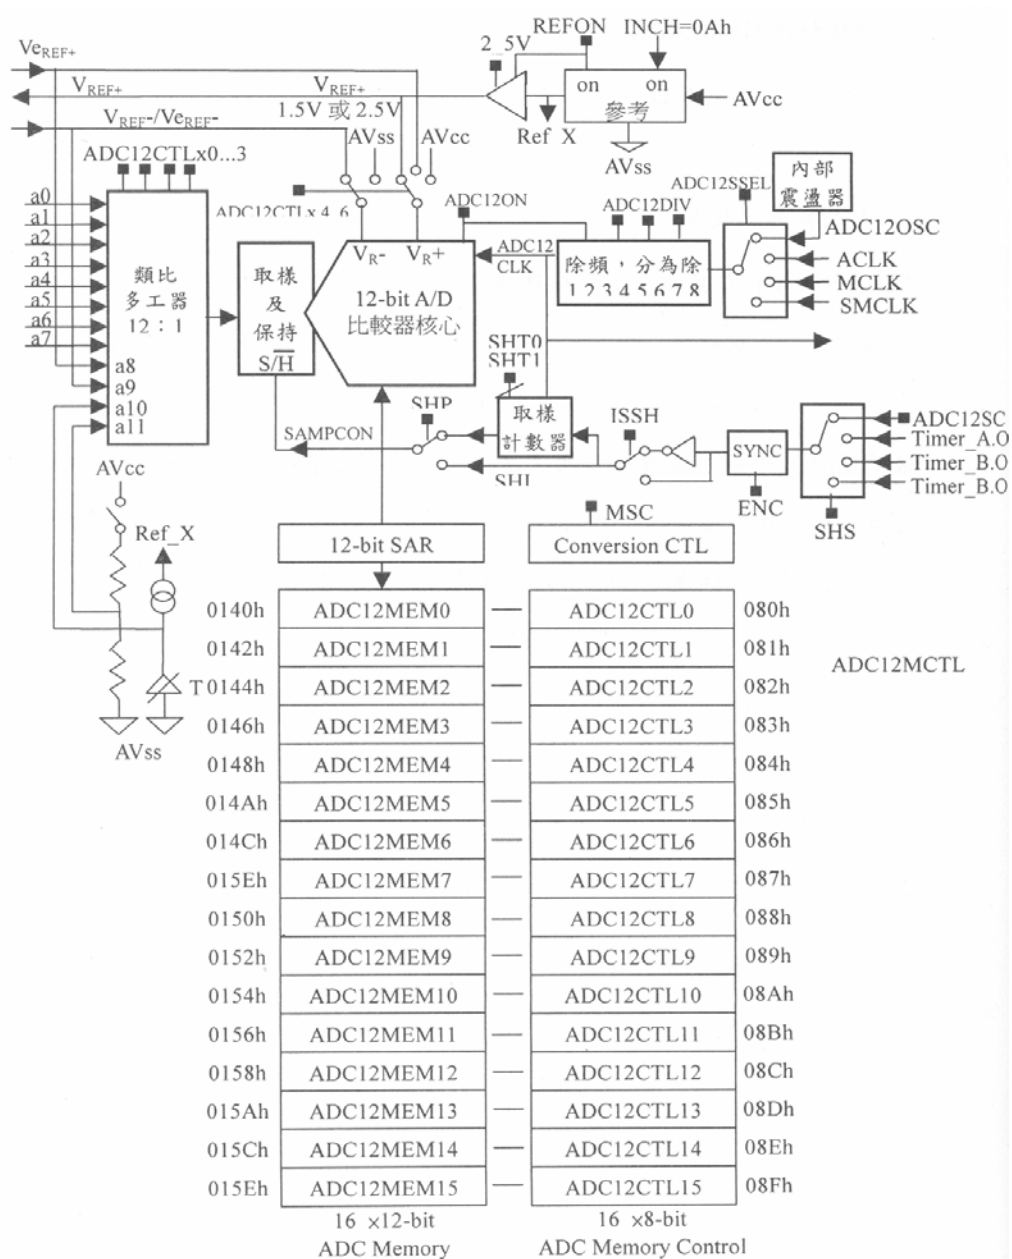 REFON INCH=0Ah
VeREF+
2_5V
on on
VREF+
VREF+
參考
AVcc
1.5V 或 2.5V
VREF-/VeREF-
Ref_X
AVss
AVcc
AVss
ADC12CTLx0...3
內部
震盪器
ADC12SSEL
ADC12CTLx 4..6
ADC12ON
ADC12DIV
ADC12OSC
a0
a1
a2
a3
a4
a5
a6
a7
a8
a9
a10
a11
類比
多工器
12：1
取樣
及
保持
S/H
VR- VR+
12-bit A/D
比較器核心
ADC12
CLK
除頻，分為除
1 2 3 4 5 6 7 8
ACLK
MCLK
SMCLK
SHT0
SHT1
SHP
取樣
計數器
ISSH
SAMPCON
SHI
SYNC
ADC12SC
Timer_A.O
Timer_B.O
Timer_B.O
ENC
SHS
AVcc
Ref_X
T
AVss
MSC
12-bit SAR Conversion CTL
0140h ADC12MEM0 ADC12CTL0 080h
0142h ADC12MEM1 ADC12CTL1 081h
ADC12MCTL
0144h ADC12MEM2 ADC12CTL2 082h
0146h ADC12MEM3 ADC12CTL3 083h
0148h ADC12MEM4 ADC12CTL4 084h
014Ah ADC12MEM5 ADC12CTL5 085h
014Ch ADC12MEM6 ADC12CTL6 086h
015Eh ADC12MEM7 ADC12CTL7 087h
0150h ADC12MEM8 ADC12CTL8 088h
0152h ADC12MEM9 ADC12CTL9 089h
0154h ADC12MEM10 ADC12CTL10 08Ah
0156h ADC12MEM11 ADC12CTL11 08Bh
0158h ADC12MEM12 ADC12CTL12 08Ch
015Ah ADC12MEM13 ADC12CTL13 08Dh
015Ch ADC12MEM14 ADC12CTL14 08Eh
015Eh ADC12MEM15 ADC12CTL15 08Fh
16 ×12-bit 16 ×8-bit
ADC Memory ADC Memory Control